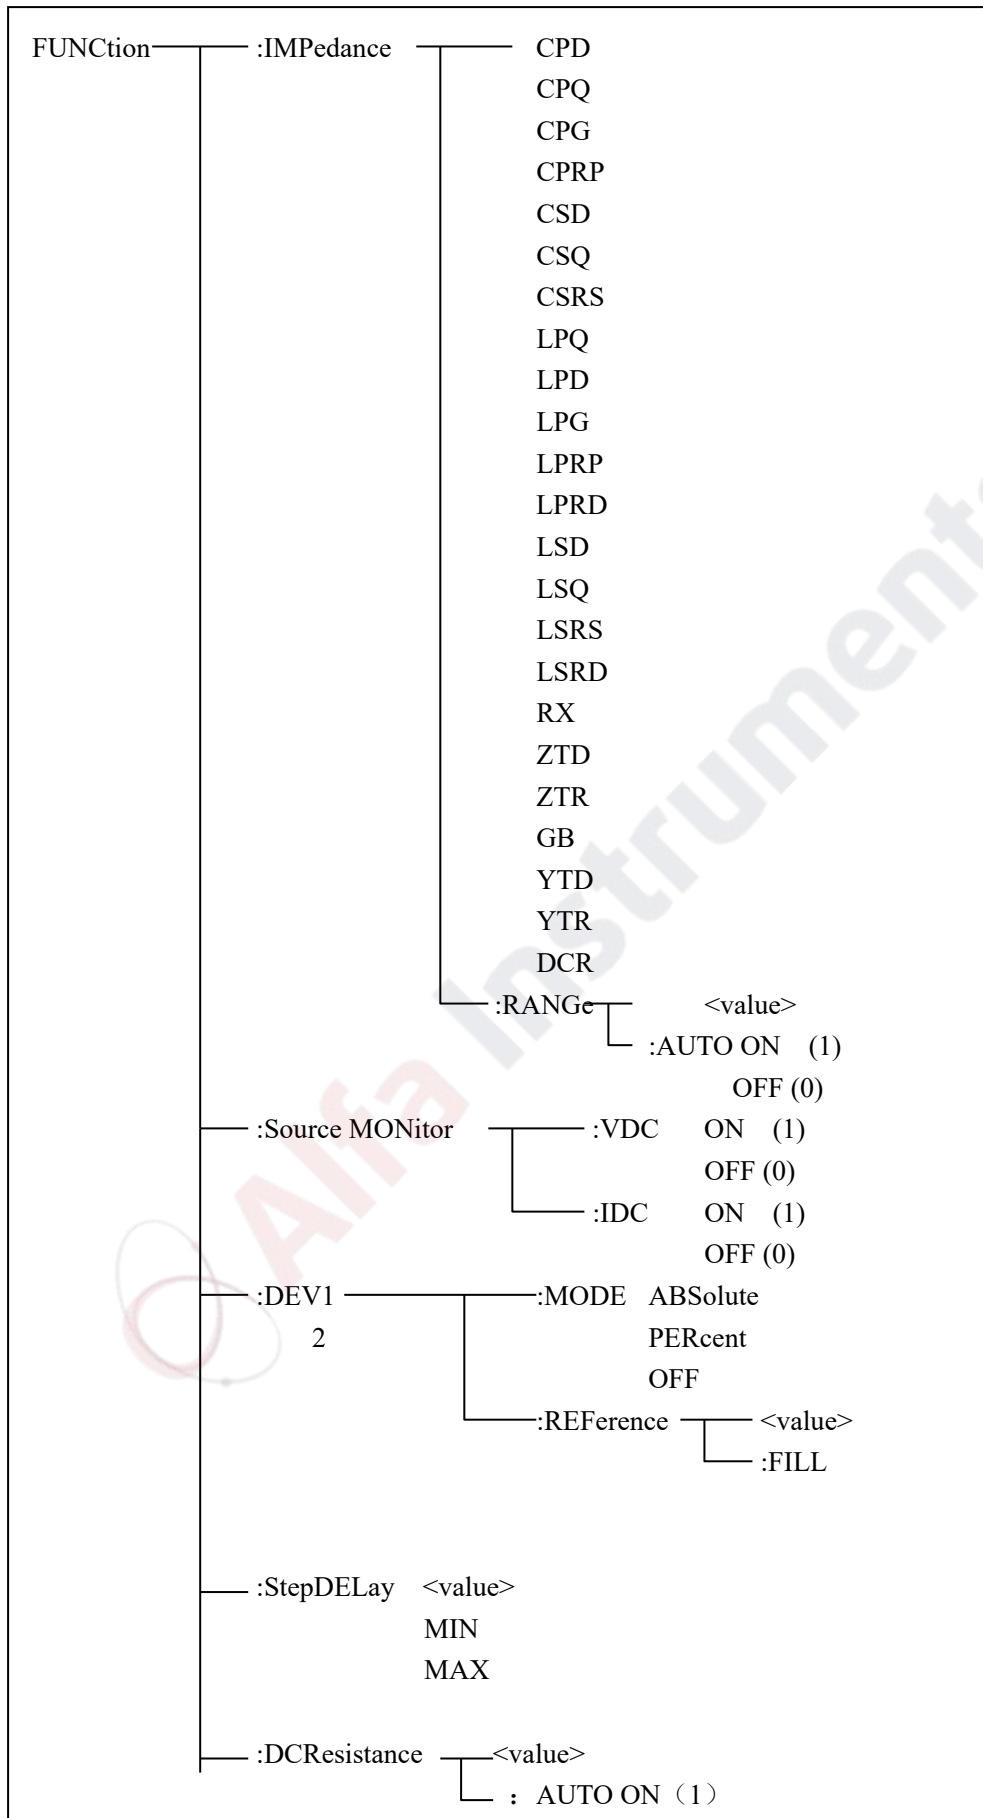 FUNCtion :IMPedance CPD
CPQ
CPG
CPRP
CSD
CSQ
CSRS
LPQ
LPD
LPG
LPRP
LPRD
LSD
LSQ
LSRS
LSRD
RX
ZTD
ZTR
GB
YTD
YTR
DCR
:RANGe <value>
:AUTO ON (1)
OFF (0)
:Source MONitor :VDC ON (1)
OFF (0)
:IDC ON (1)
OFF (0)
:DEV1 :MODE ABSolute
2 PERcent
OFF
:REFerence <value>
:FILL
:StepDELay <value>
MIN
MAX
:DCResistance <value>
：AUTO ON（1）
Alfa Instruments